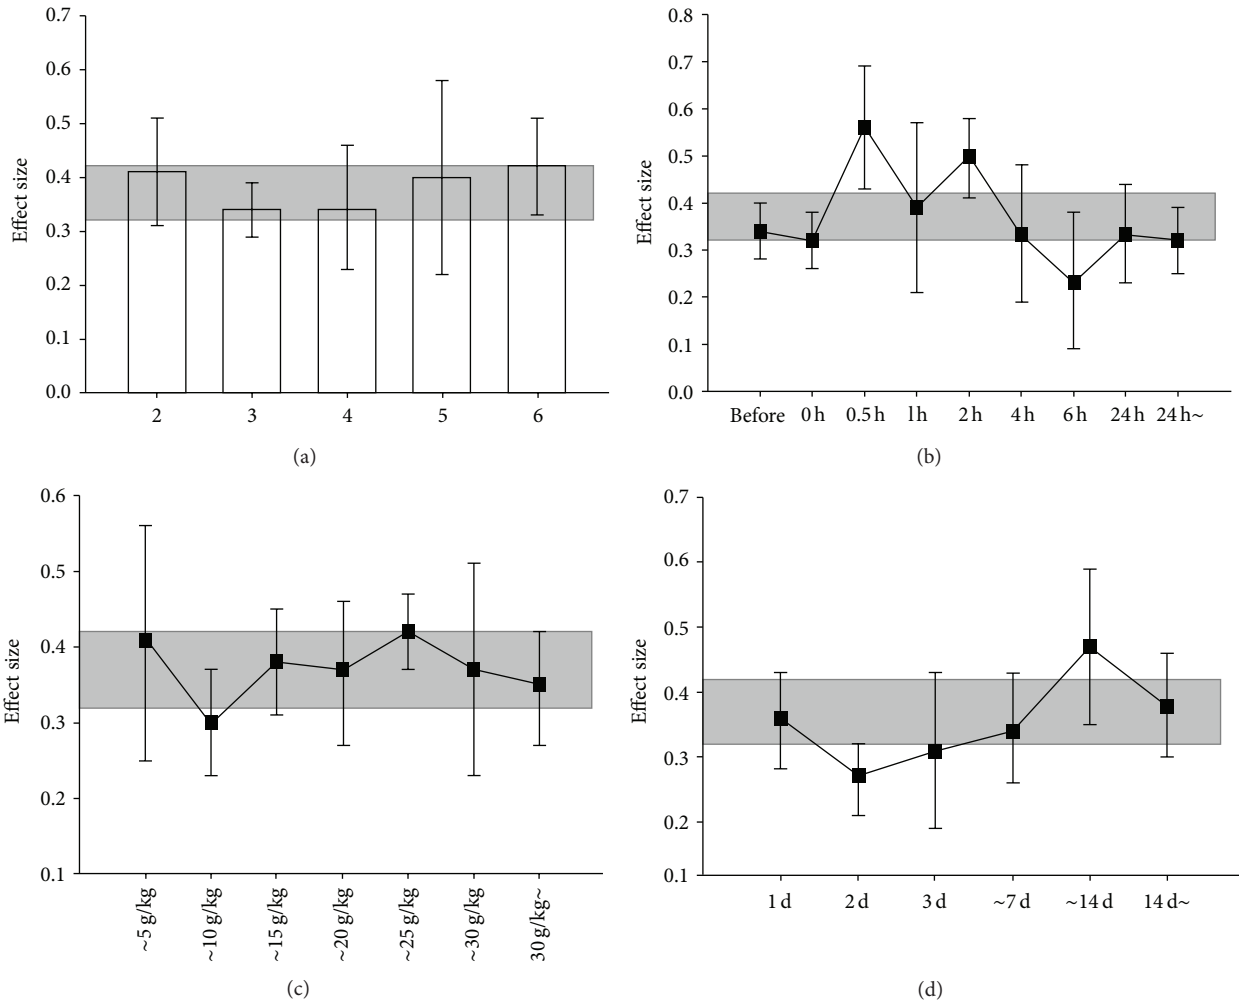 0.7
0.6
0.5
0.4
0.3
0.2
0.1
0.0
Effect size
2 3 4 5 6
(a)
0.8
0.7
0.6
0.5
0.4
0.3
0.2
0.1
0.0
Effect size
Before 0 h 0.5 h 1h 2 h 4 h 6 h 24 h 24 h~
(b)
0.6
0.5
0.4
0.3
0.2
0.1
Effect size
~5 g/kg
~10 g/kg
~15 g/kg
~20 g/kg
~25 g/kg
~30 g/kg
30 g/kg~
(c)
0.7
0.6
0.5
0.4
0.3
0.2
0.1
Effect size
1 d 2 d 3 d ~7 d ~14 d 14 d~
(d)